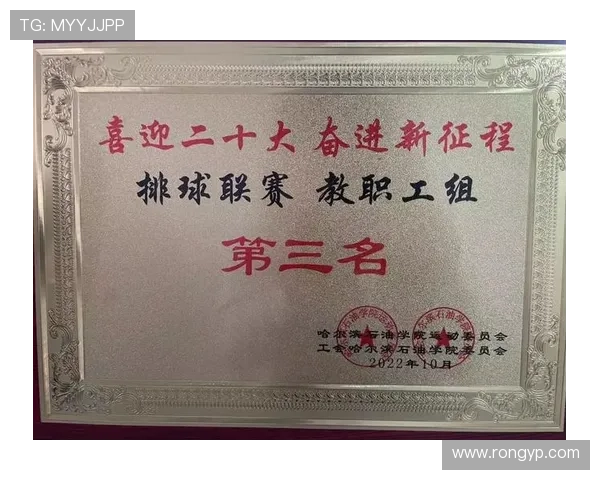 TG: MYYJJPP
喜迎二十大 奋进新征程
排球联赛 教职工组
第三名
哈尔滨石油学院运动委员会
工会哈尔滨石油学院委员会
2022年10月
www.rongyp.com